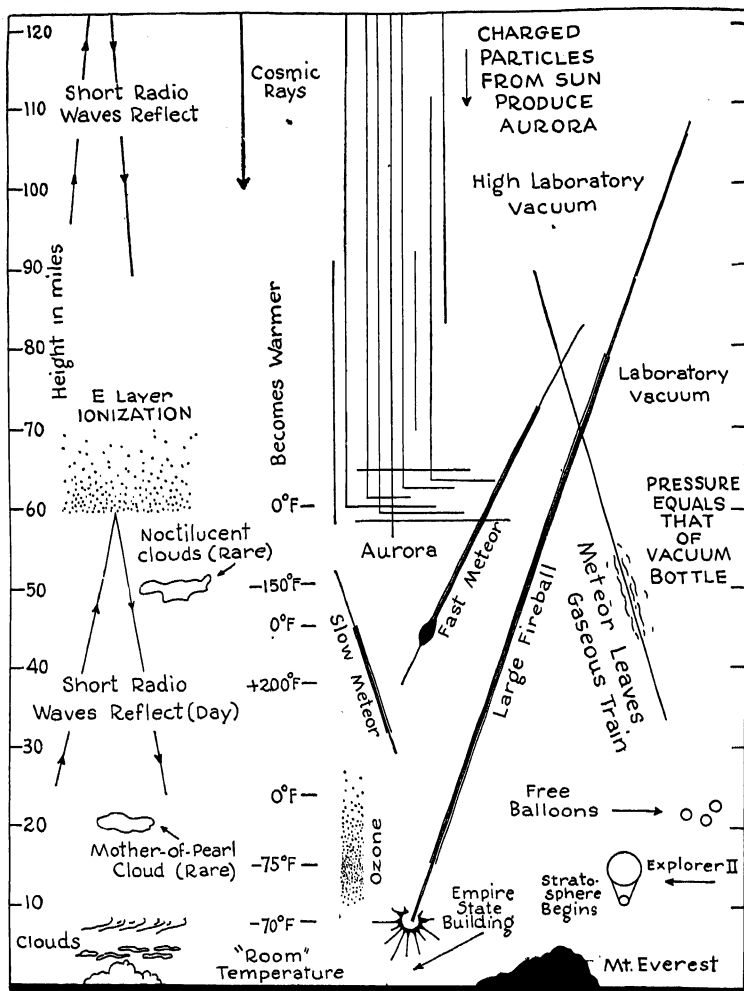 120
110
100
90
80
70
60
50
40
30
20
10
Height in miles
Short Radio
Waves Reflect
Cosmic
Rays
CHARGED
PARTICLES
FROM SUN
PRODUCE
AURORA
High Laboratory
Vacuum
Becomes Warmer
E Layer
IONIZATION
Laboratory
Vacuum
0°F
Noctilucent
clouds (Rare)
Aurora
PRESSURE
EQUALS
THAT
OF
VACUUM
BOTTLE
-150°F
0°F
+200°F
Slow Meteor
Fast Meteor
Large Fireball
Meteor Leaves
Gaseous Train
Short Radio
Waves Reflect (Day)
0°F
Free
Balloons
Mother-of-Pearl
Cloud (Rare)
-75°F
Ozone
Explorer II
Strato-
sphere
Begins
Empire
State
Building
-70°F
Clouds
"Room"
Temperature
Mt. Everest